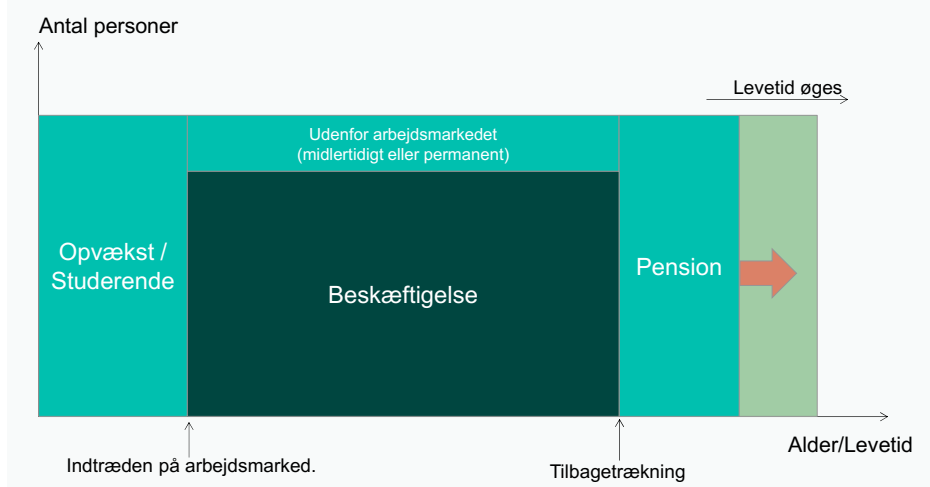 Antal personer
Levetid øges
Udenfor arbejdsmarkedet
(midlertidigt eller permanent)
Opvækst /
Studerende
Beskæftigelse
Pension
Alder/Levetid
Indtræden på arbejdsmarked.
Tilbagetrækning